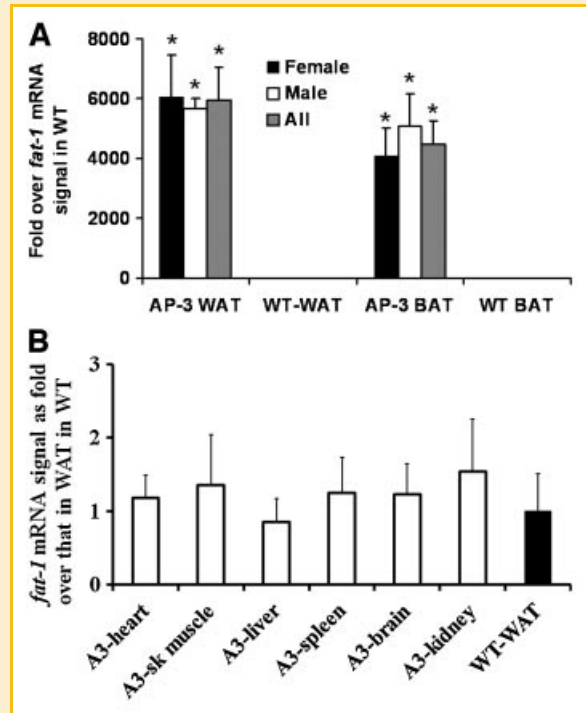 A
8000
6000
4000
2000
0
Fold over fat-1 mRNA
signal in WT
* * *
* * *
Female
Male
All
AP-3 WAT WT-WAT AP-3 BAT WT BAT
B
3
2
1
0
fat-1 mRNA signal as fold
over that in WAT in WT
A3-heart
A3-sk muscle
A3-liver
A3-spleen
A3-brain
A3-kidney
WT-WAT